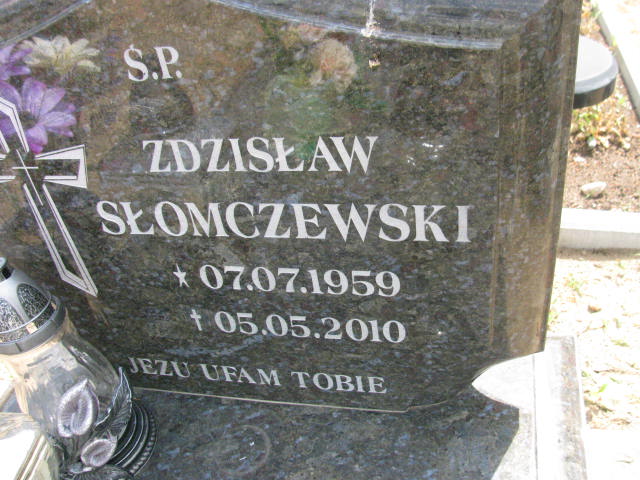 Ś.P.
ZDZISŁAW
SŁOMCZEWSKI
★ 07.07.1959
† 05.05.2010
JEZU UFAM TOBIE